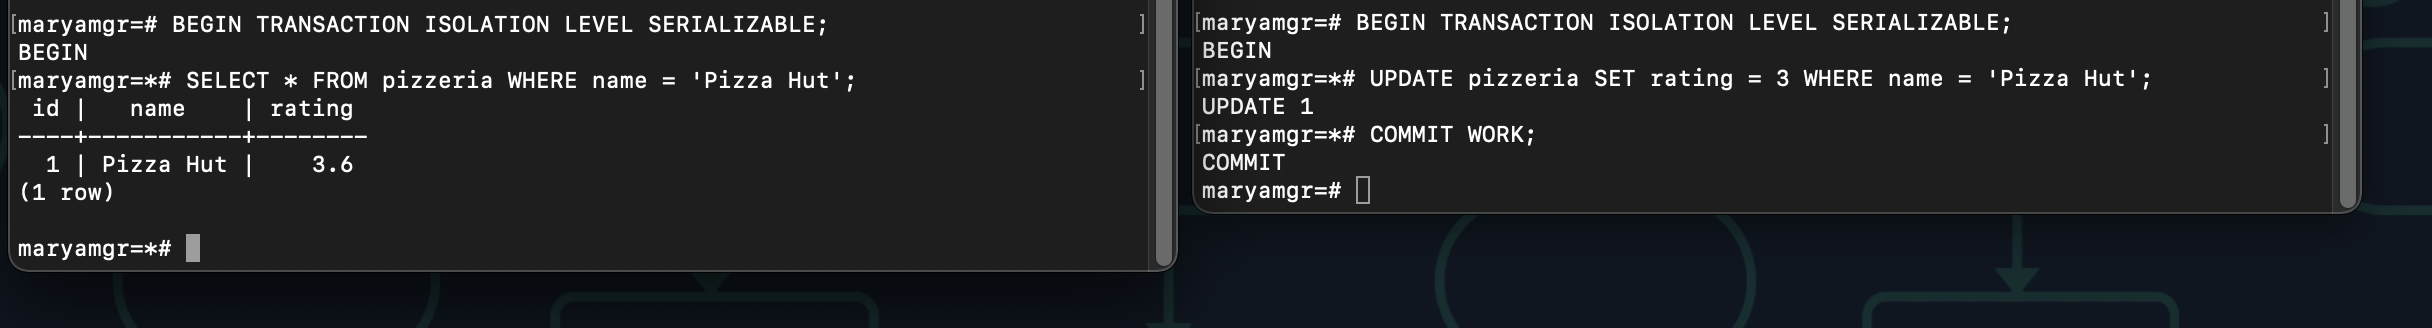 [maryamgr=# BEGIN TRANSACTION ISOLATION LEVEL SERIALIZABLE; ]
BEGIN
[maryamgr=*# SELECT * FROM pizzeria WHERE name = 'Pizza Hut'; ]
 id |   name    | rating
----+-----------+--------
  1 | Pizza Hut |    3.6
(1 row)

maryamgr=*#
[maryamgr=# BEGIN TRANSACTION ISOLATION LEVEL SERIALIZABLE; ]
BEGIN
[maryamgr=*# UPDATE pizzeria SET rating = 3 WHERE name = 'Pizza Hut'; ]
UPDATE 1
[maryamgr=*# COMMIT WORK; ]
COMMIT
maryamgr=#